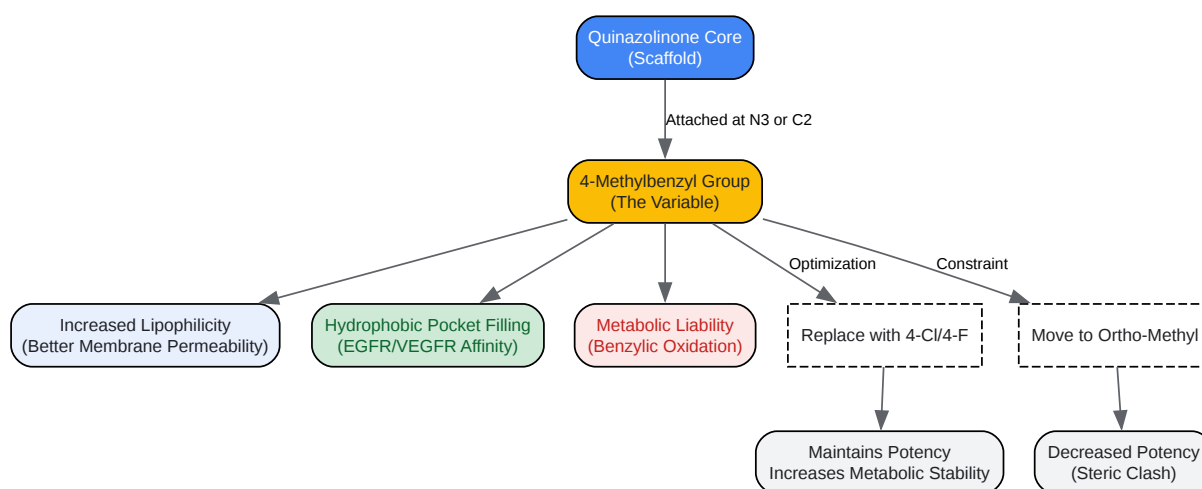 Quinazolinone Core
(Scaffold)
Attached at N3 or C2
4-Methylbenzyl Group
(The Variable)
Optimization
Constraint
Increased Lipophilicity
(Better Membrane Permeability)
Hydrophobic Pocket Filling
(EGFR/VEGFR Affinity)
Metabolic Liability
(Benzylic Oxidation)
Replace with 4-Cl/4-F
Move to Ortho-Methyl
Maintains Potency
Increases Metabolic Stability
Decreased Potency
(Steric Clash)